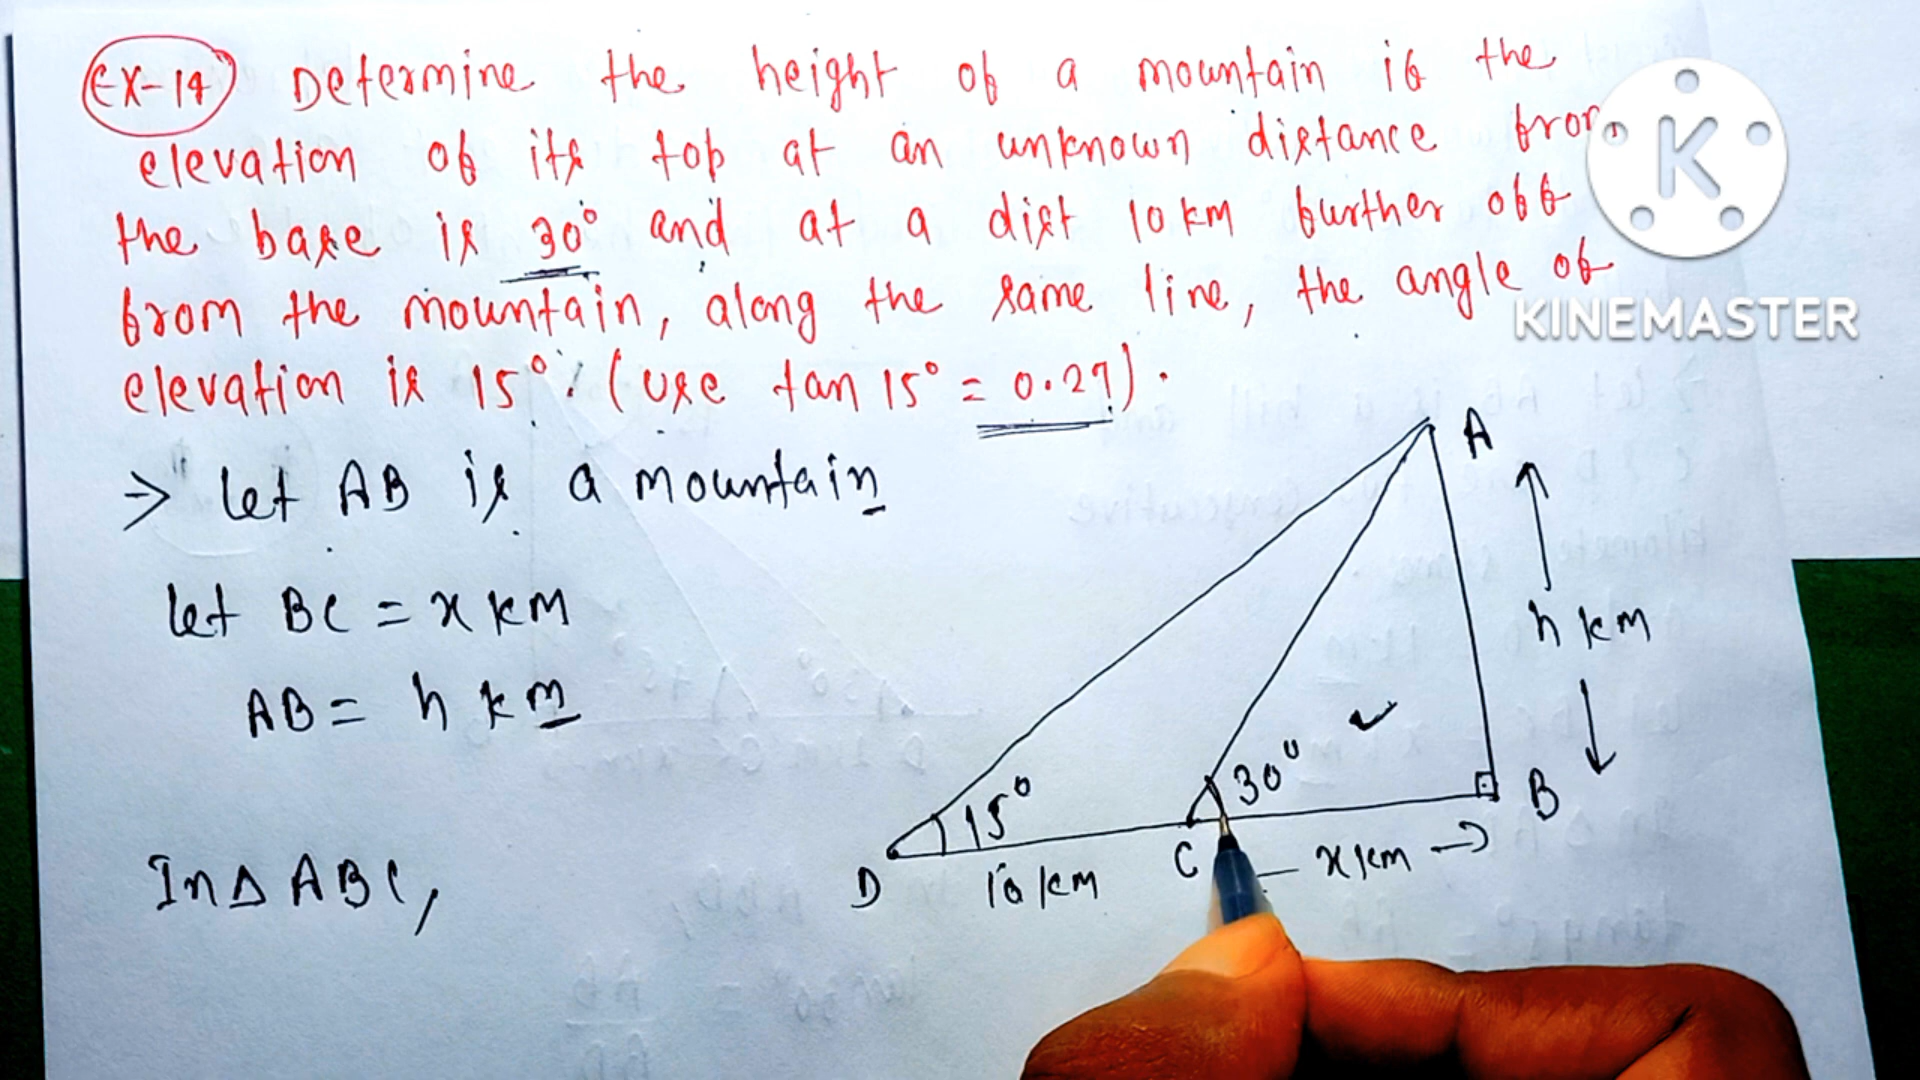 Ex-14 Determine the height of a mountain if the
elevation of its top at an unknown distance from
the base is 30° and at a dist 10 km further off
from the mountain, along the same line, the angle of
elevation is 15°. (use tan 15° = 0.27).
→ let AB is a mountain
let BC = x km
AB = h km
In Δ ABC,
A
h km
B
30°
15°
D
10 km
C
x km →
K
KINEMASTER